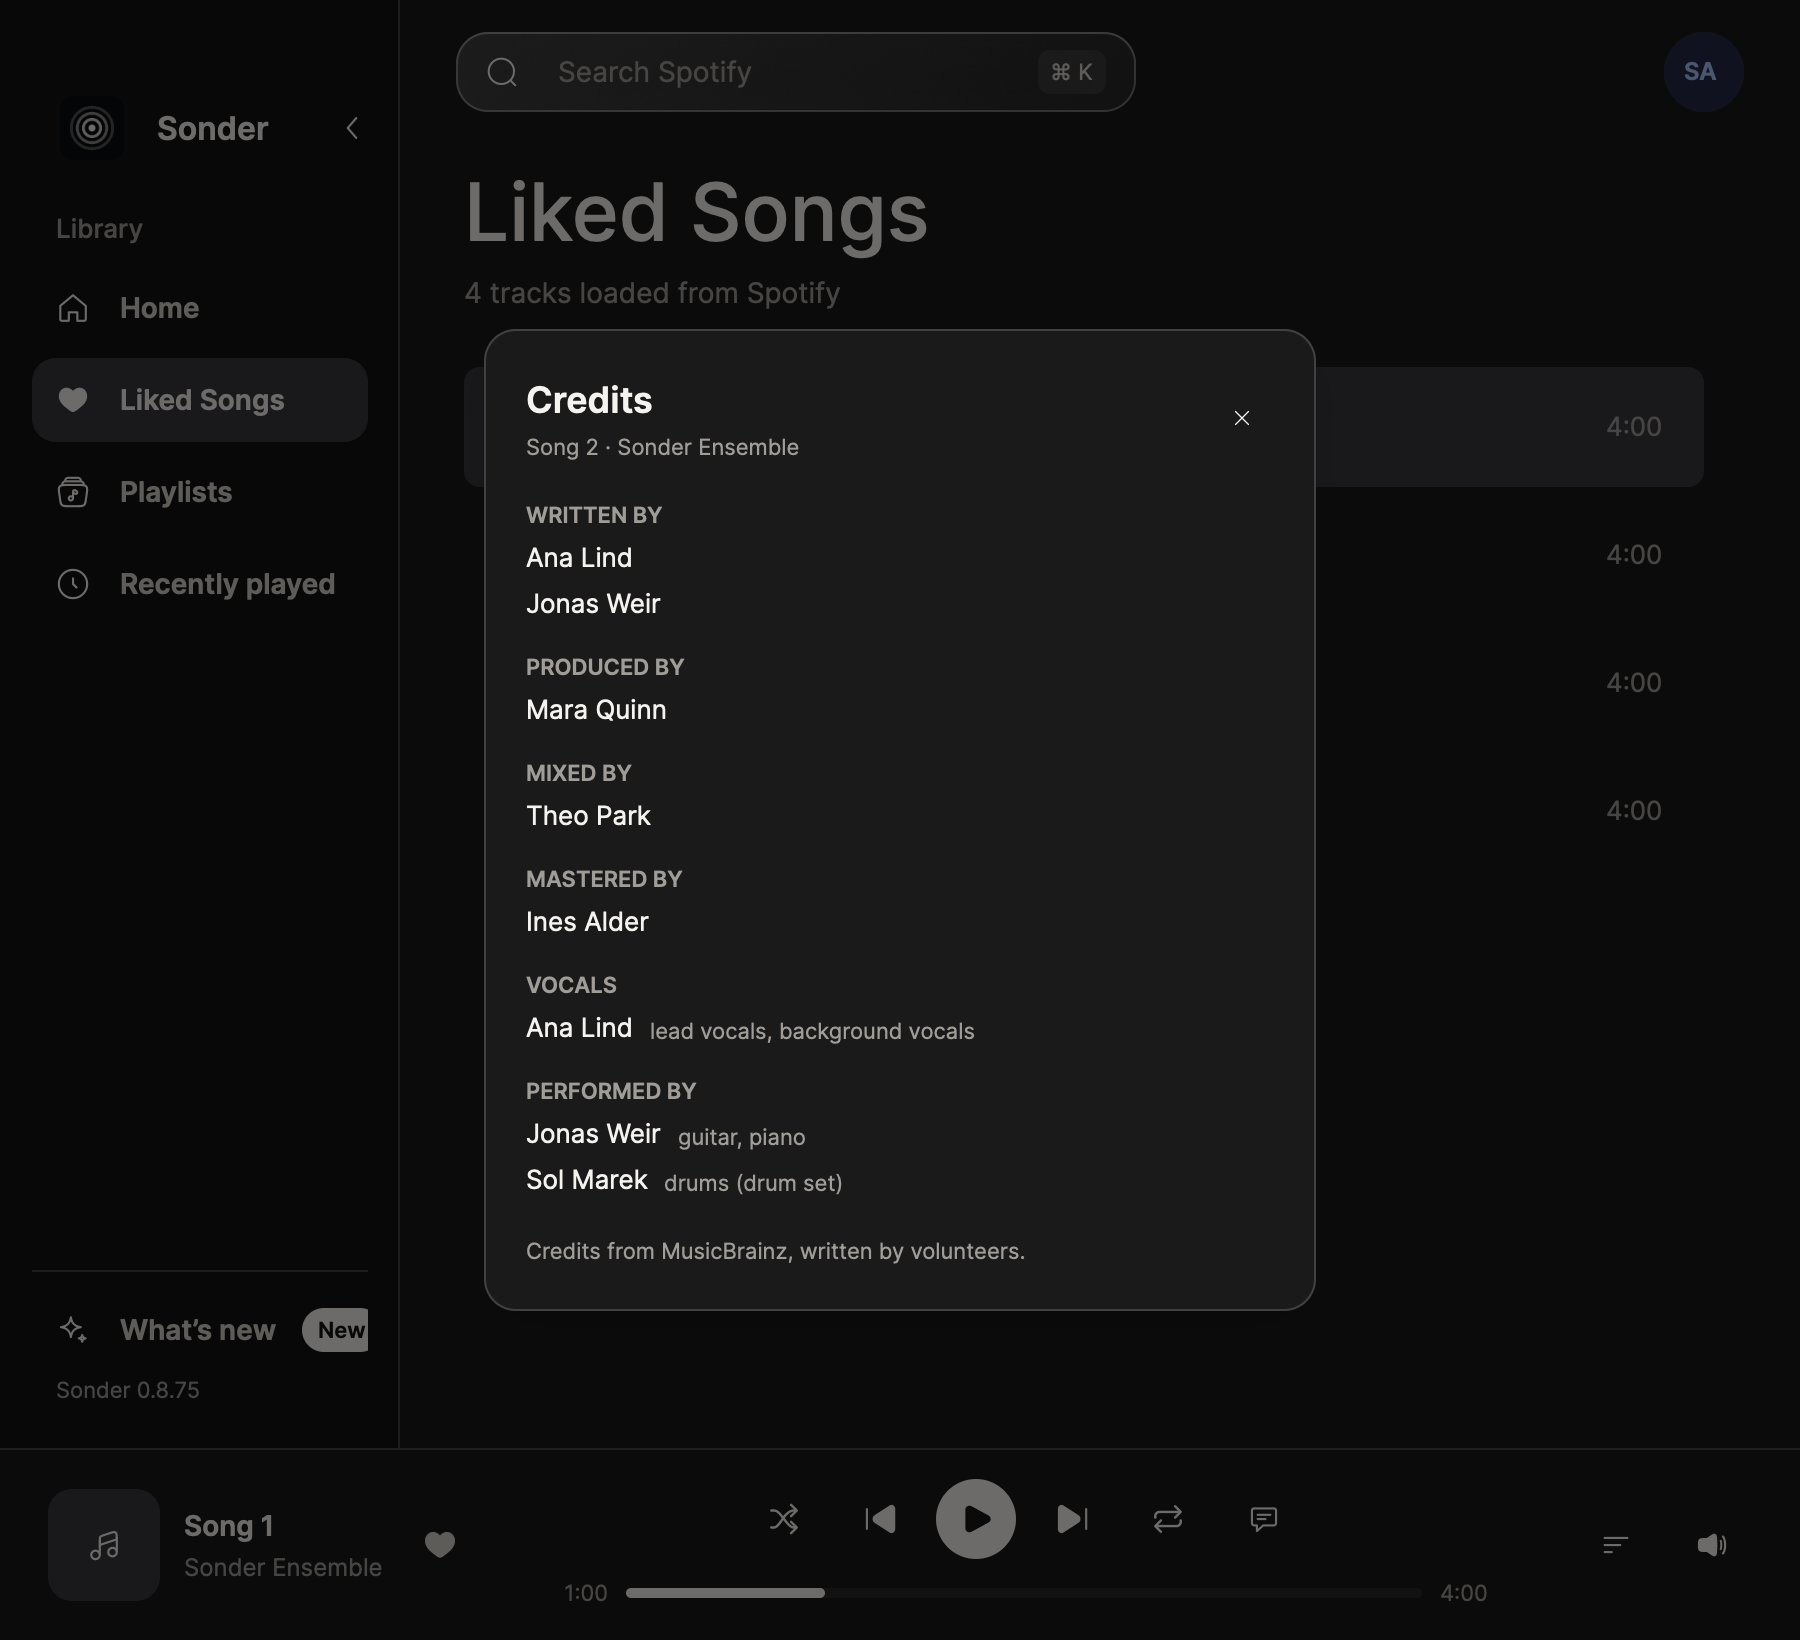 Search Spotify
⌘ K
SA
Sonder
Library
Home
Liked Songs
Playlists
Recently played
Liked Songs
4 tracks loaded from Spotify
4:00
4:00
4:00
4:00
Credits
Song 2 · Sonder Ensemble
WRITTEN BY
Ana Lind
Jonas Weir
PRODUCED BY
Mara Quinn
MIXED BY
Theo Park
MASTERED BY
Ines Alder
VOCALS
Ana Lind lead vocals, background vocals
PERFORMED BY
Jonas Weir guitar, piano
Sol Marek drums (drum set)
Credits from MusicBrainz, written by volunteers.
What’s new New
Sonder 0.8.75
Song 1
Sonder Ensemble
1:00
4:00